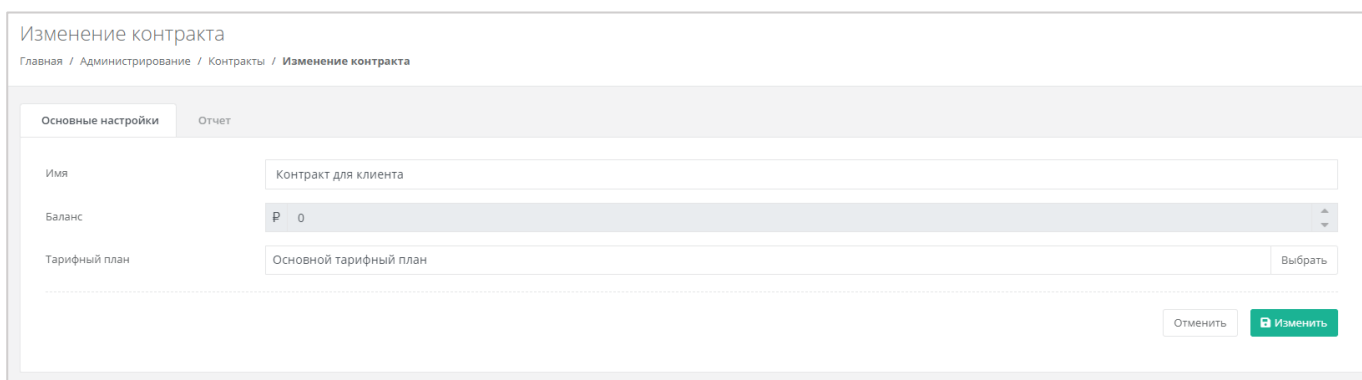 Изменение контракта
Главная / Администрирование / Контракты / Изменение контракта
Основные настройки Отчет
Имя Контракт для клиента
Баланс ₽ 0
Тарифный план Основной тарифный план Выбрать
Отменить Изменить